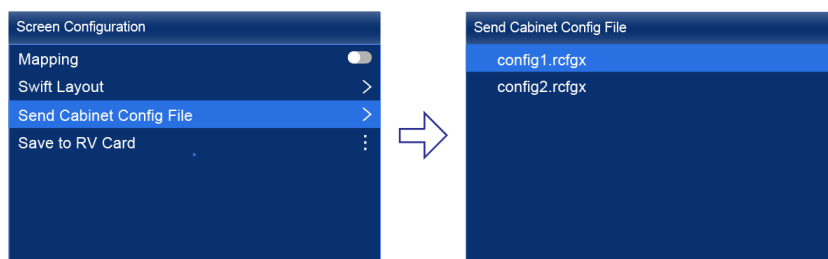 Screen Configuration
Mapping
Swift Layout
Send Cabinet Config File
Save to RV Card
Send Cabinet Config File
config1.rcfgx
config2.rcfgx